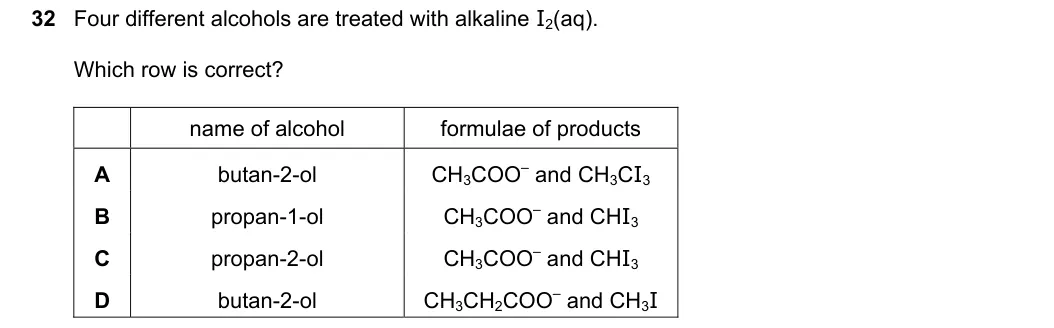 32 Four different alcohols are treated with alkaline I₂(aq).
Which row is correct?
name of alcohol formulae of products
A butan-2-ol CH₃COO⁻ and CH₃CI₃
B propan-1-ol CH₃COO⁻ and CHI₃
C propan-2-ol CH₃COO⁻ and CHI₃
D butan-2-ol CH₃CH₂COO⁻ and CH₃I